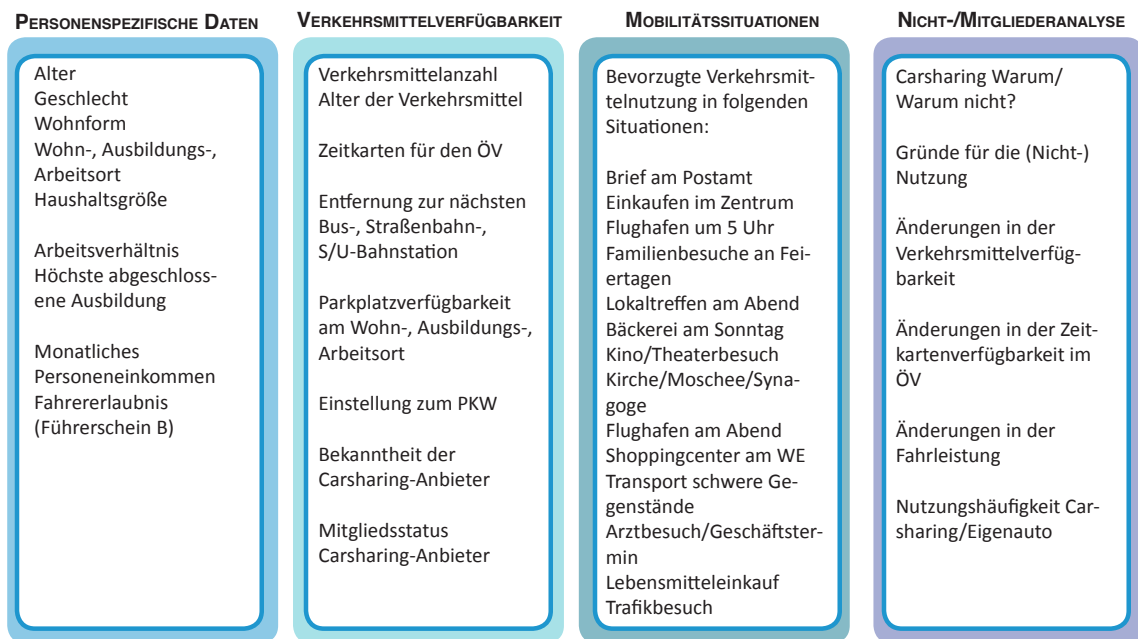 PERSONENSPEZIFISCHE DATEN
Alter
Geschlecht
Wohnform
Wohn-, Ausbildungs-,
Arbeitsort
Haushaltsgröße
Arbeitsverhältnis
Höchste abgeschloss-
ene Ausbildung
Monatliches
Personeneinkommen
Fahrererlaubnis
(Führerschein B)
VERKEHRSMITTELVERFÜGBARKEIT
Verkehrsmittelanzahl
Alter der Verkehrsmittel
Zeitkarten für den ÖV
Entfernung zur nächsten
Bus-, Straßenbahn-,
S/U-Bahnstation
Parkplatzverfügbarkeit
am Wohn-, Ausbildungs-,
Arbeitsort
Einstellung zum PKW
Bekanntheit der
Carsharing-Anbieter
Mitgliedsstatus
Carsharing-Anbieter
MOBILITÄTSSITUATIONEN
Bevorzugte Verkehrsmit-
telnutzung in folgenden
Situationen:
Brief am Postamt
Einkaufen im Zentrum
Flughafen um 5 Uhr
Familienbesuche an Fei-
ertagen
Lokaltreffen am Abend
Bäckerei am Sonntag
Kino/Theaterbesuch
Kirche/Moschee/Syna-
goge
Flughafen am Abend
Shoppingcenter am WE
Transport schwere Ge-
genstände
Arztbesuch/Geschäftster-
min
Lebensmitteleinkauf
Trafikbesuch
NICHT-/MITGLIEDERANALYSE
Carsharing Warum/
Warum nicht?
Gründe für die (Nicht-)
Nutzung
Änderungen in der
Verkehrsmittelverfüg-
barkeit
Änderungen in der Zeit-
kartenverfügbarkeit im
ÖV
Änderungen in der
Fahrleistung
Nutzungshäufigkeit Car-
sharing/Eigenauto